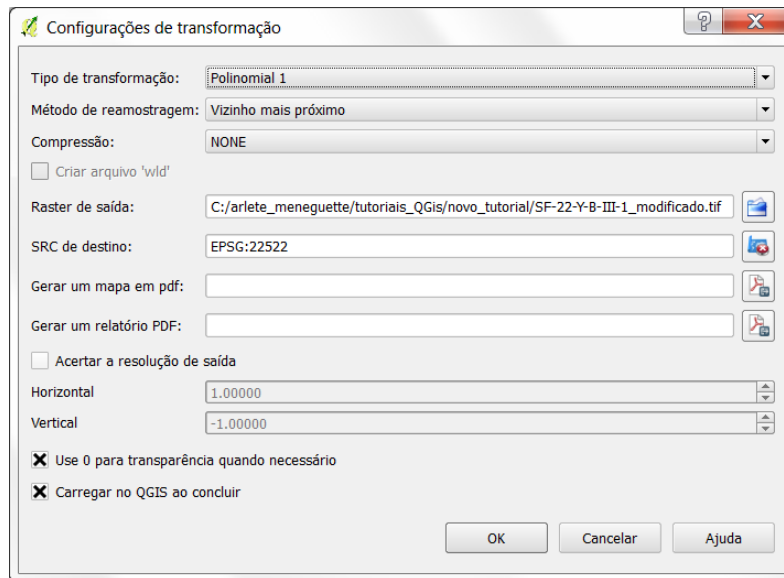 Configurações de transformação
Tipo de transformação: Polinomial 1
Método de reamostragem: Vizinho mais próximo
Compressão: NONE
Criar arquivo 'wld'
Raster de saída: C:/arlete_meneguette/tutoriais_QGis/novo_tutorial/SF-22-Y-B-III-1_modificado.tif
SRC de destino: EPSG:22522
Gerar um mapa em pdf:
Gerar um relatório PDF:
Acertar a resolução de saída
Horizontal 1.00000
Vertical -1.00000
Use 0 para transparência quando necessário
Carregar no QGIS ao concluir
OK Cancelar Ajuda